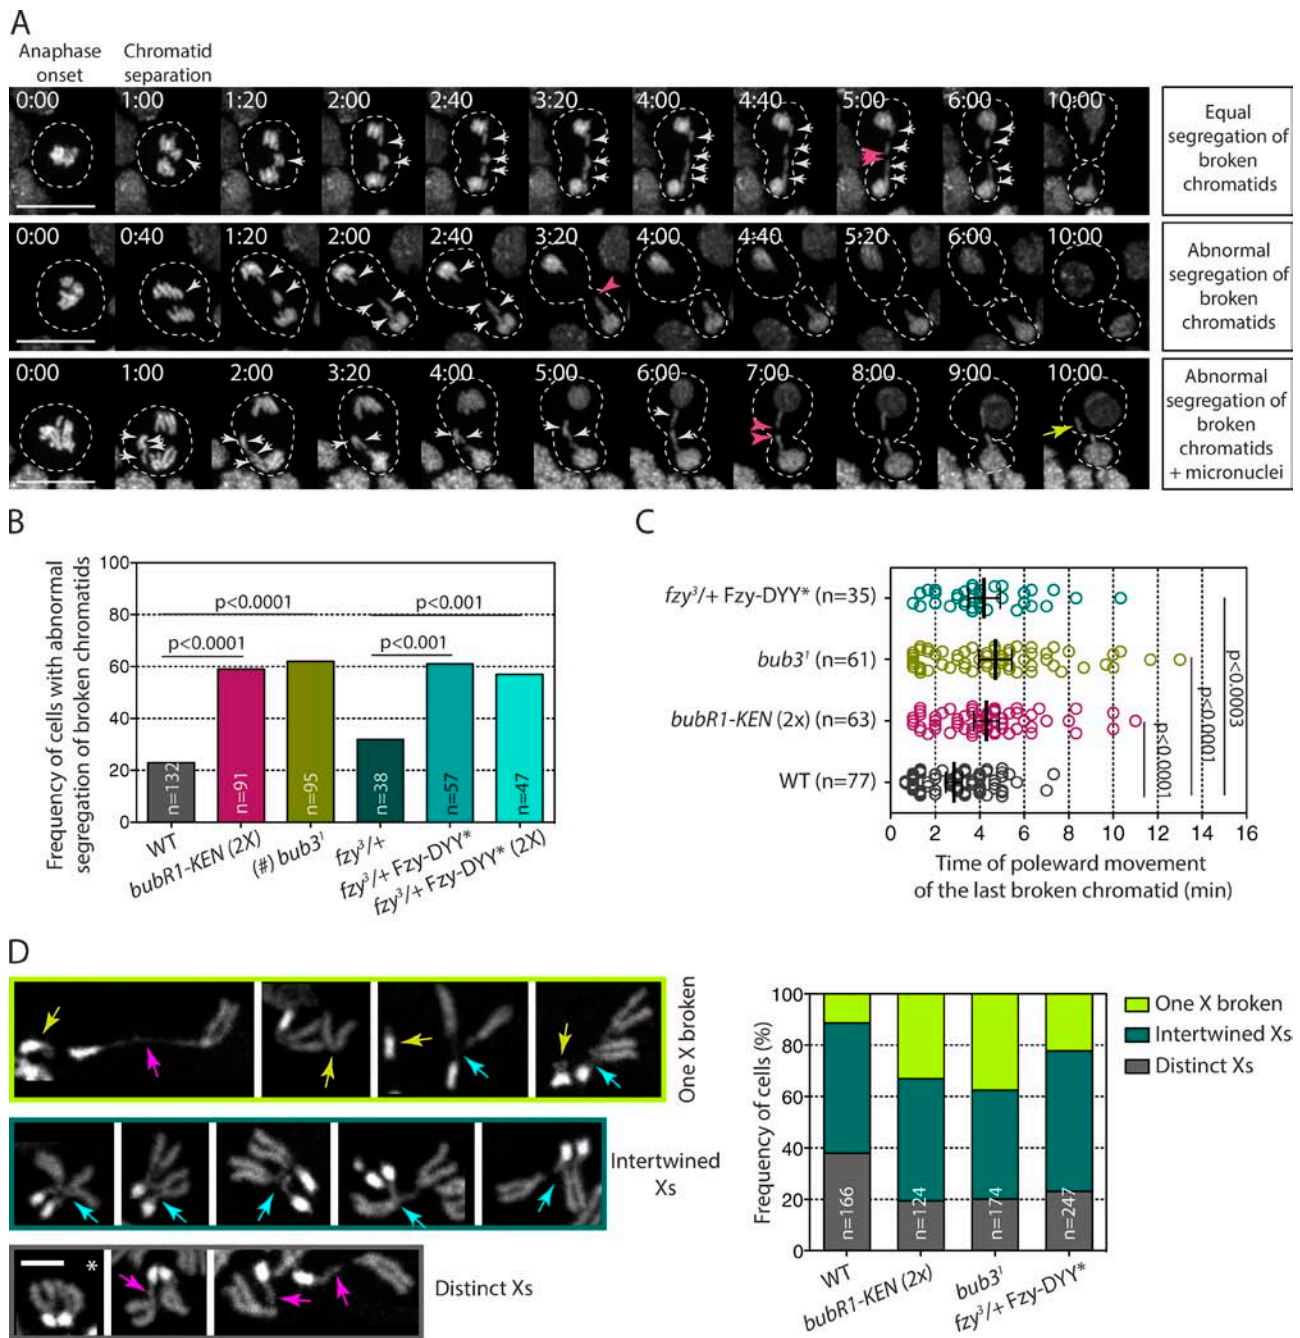 A
Anaphase
onset
Chromatid
separation
0:00 1:00 1:20 2:00 2:40 3:20 4:00 4:40 5:00 6:00 10:00
Equal
segregation of
broken
chromatids
0:00 0:40 1:20 2:00 2:40 3:20 4:00 4:40 5:20 6:00 10:00
Abnormal
segregation of
broken
chromatids
0:00 1:00 2:00 3:20 4:00 5:00 6:00 7:00 8:00 9:00 10:00
Abnormal
segregation of
broken
chromatids
+ micronuclei
B
Frequency of cells with abnormal
segregation of broken chromatids
100
80
60
40
20
0
p<0.0001
p<0.0001
p<0.001
p<0.001
n=132
n=91
n=95
n=38
n=57
n=47
WT
bubR1-KEN (2X)
(#) bub3¹
fzy³/+
fzy³/+ Fzy-DYY*
fzy³/+ Fzy-DYY* (2X)
C
fzy³/+ Fzy-DYY* (n=35)
bub3¹ (n=61)
bubR1-KEN (2x) (n=63)
WT (n=77)
p<0.0003
p<0.0001
p<0.0001
0 2 4 6 8 10 12 14 16
Time of poleward movement
of the last broken chromatid (min)
D
One X broken
Intertwined
Xs
*
Distinct Xs
Frequency of cells (%)
100
80
60
40
20
0
n=166
n=124
n=174
n=247
WT
bubR1-KEN (2x)
bub3¹
fzy³/+ Fzy-DYY*
One X broken
Intertwined Xs
Distinct Xs